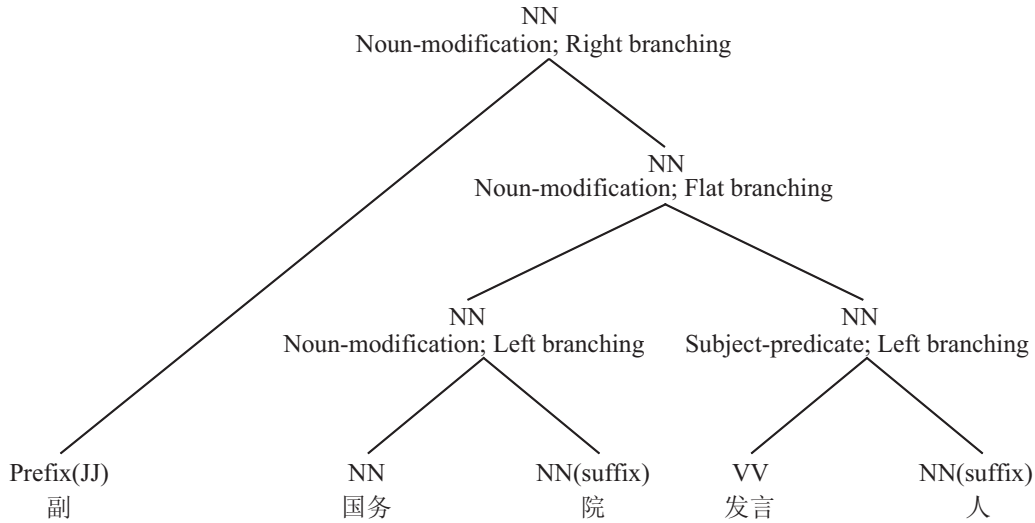 NN
Noun-modification; Right branching
NN
Noun-modification; Flat branching
NN NN
Noun-modification; Left branching Subject-predicate; Left branching
Prefix(JJ) NN NN(suffix) VV NN(suffix)
副 国务 院 发言 人